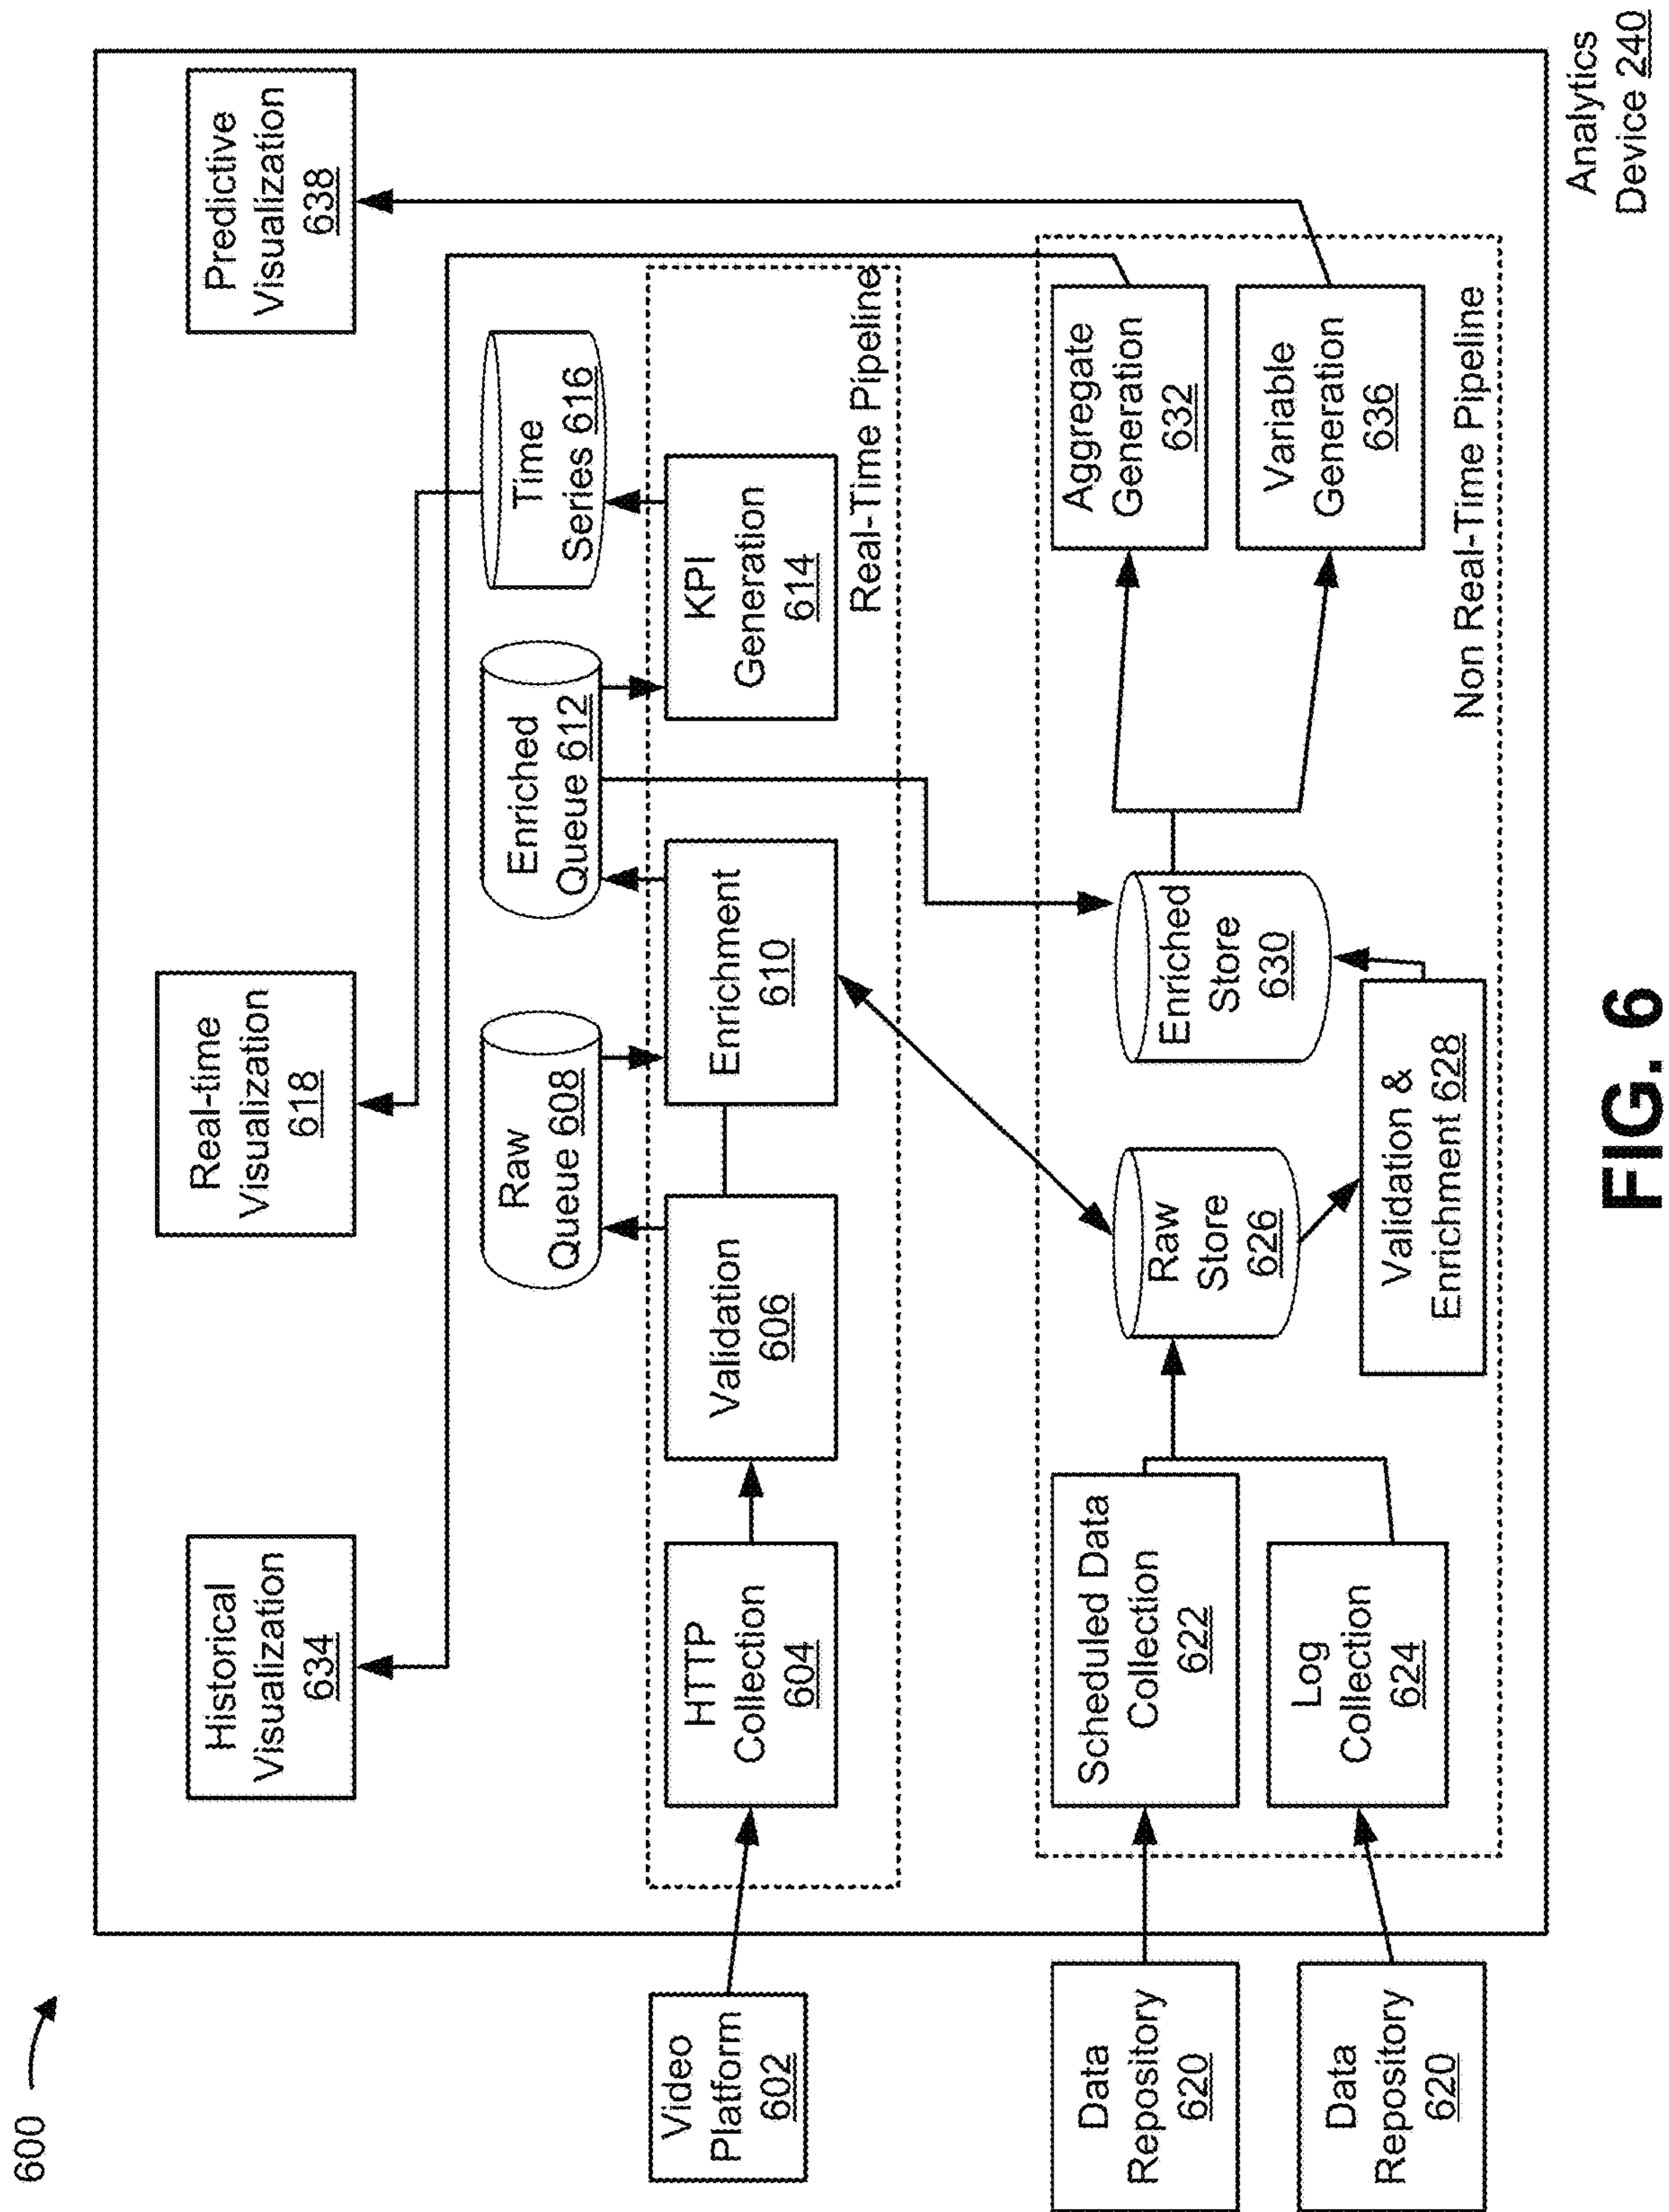 600
Historical
Visualization
634
Real-time
Visualization
618
Predictive
Visualization
638
Raw
Queue 608
Enriched
Queue 612
Time
Series 616
Video
Platform
602
HTTP
Collection
604
Validation
606
Enrichment
610
KPI
Generation
614
Real-Time Pipeline
Data
Repository
620
Scheduled Data
Collection
622
Raw
Store
626
Enriched
Store
630
Aggregate
Generation
632
Data
Repository
620
Log
Collection
624
Validation &
Enrichment 628
Variable
Generation
636
Non Real-Time Pipeline
Analytics
Device 240
FIG. 6